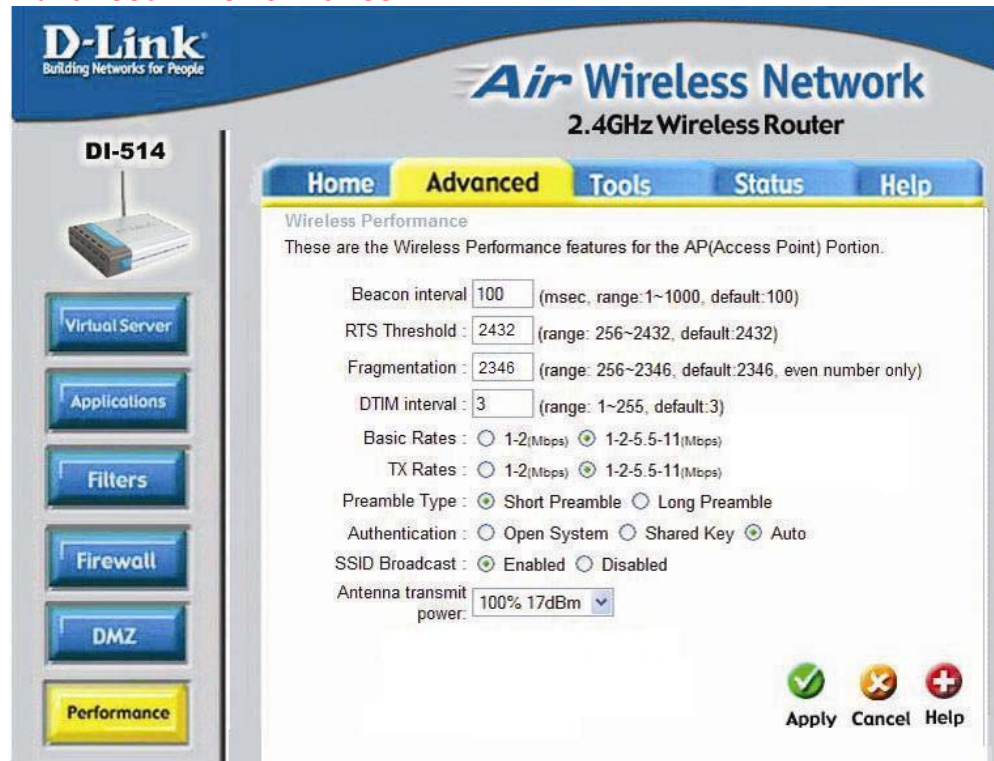 D-Link
Building Networks for People
Air Wireless Network
2.4GHz Wireless Router
DI-514
Home Advanced Tools Status Help
Wireless Performance
These are the Wireless Performance features for the AP(Access Point) Portion.
Beacon interval 100 (msec, range:1~1000, default:100)
RTS Threshold : 2432 (range: 256~2432, default:2432)
Fragmentation : 2346 (range: 256~2346, default:2346, even number only)
DTIM interval : 3 (range: 1~255, default:3)
Basic Rates : 1-2(Mbps) 1-2-5.5-11(Mbps)
TX Rates : 1-2(Mbps) 1-2-5.5-11(Mbps)
Preamble Type : Short Preamble Long Preamble
Authentication : Open System Shared Key Auto
SSID Broadcast : Enabled Disabled
Antenna transmit
power: 100% 17dBm
Virtual Server
Applications
Filters
Firewall
DMZ
Performance
Apply Cancel Help